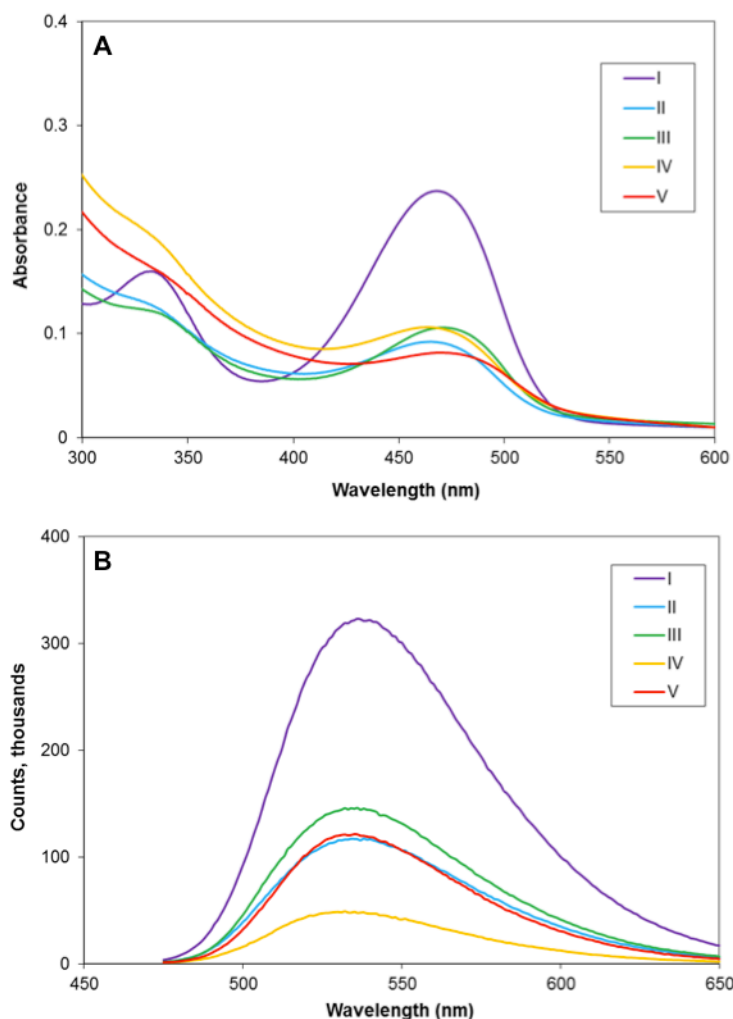 A
0.4
0.3
0.2
0.1
0
Absorbance
300 350 400 450 500 550 600
Wavelength (nm)
I
II
III
IV
V
B
400
300
200
100
0
Counts, thousands
450 500 550 600 650
Wavelength (nm)
I
II
III
IV
V